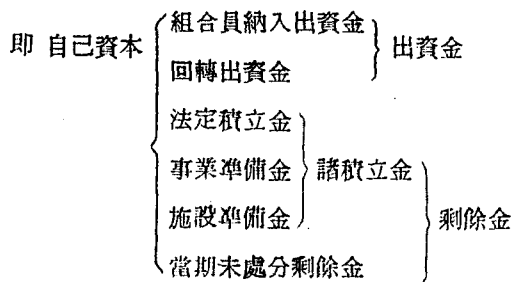 即 自己資本
組合員納入出資金
回轉出資金
出資金
法定積立金
事業準備金
施設準備金
諸積立金
當期未處分剩餘金
剩餘金